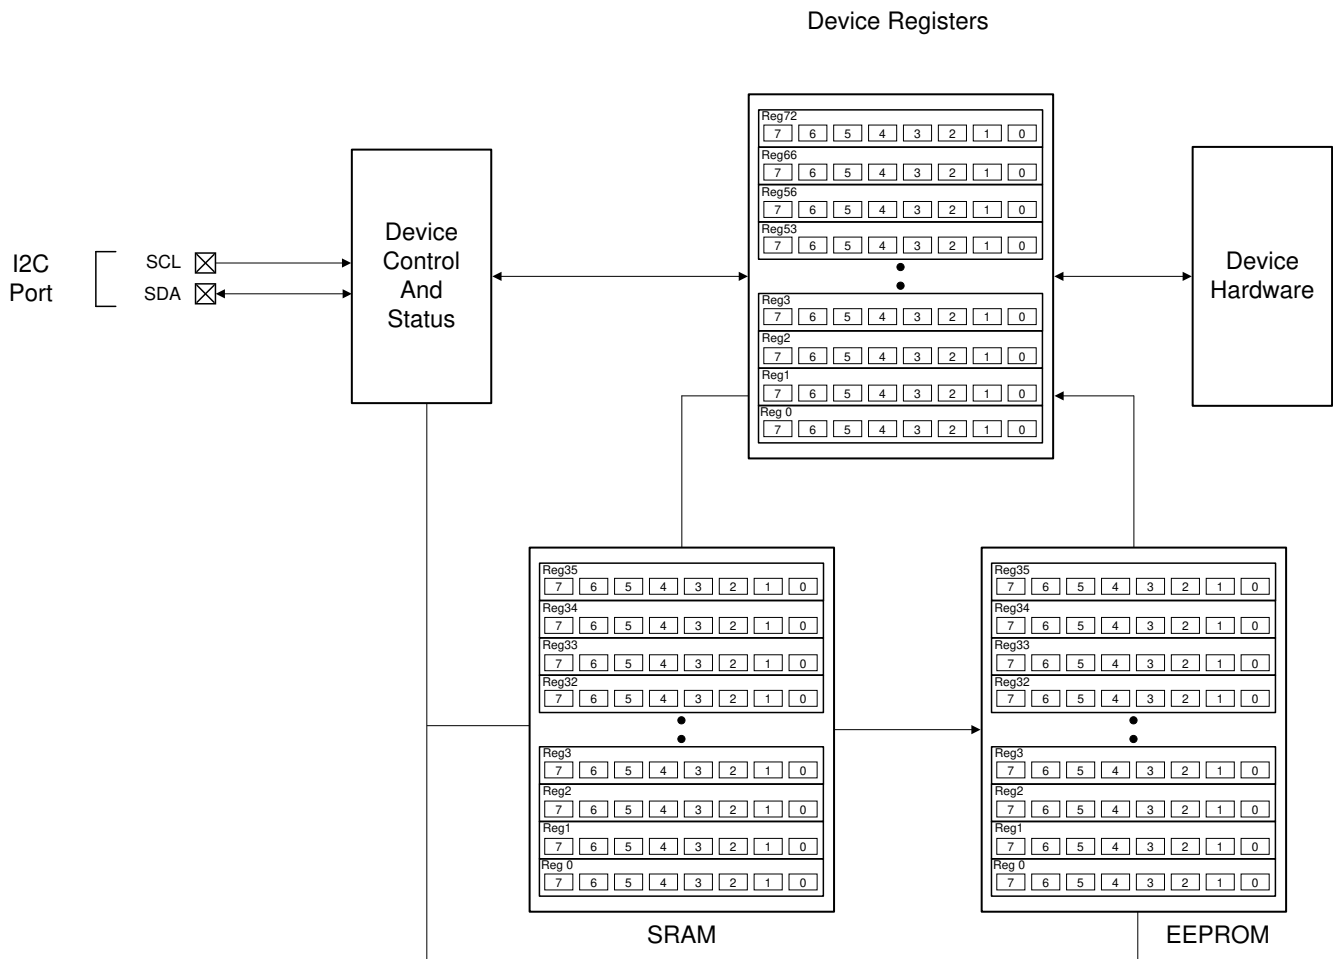 Device Registers
Reg72
7 6 5 4 3 2 1 0
Reg66
7 6 5 4 3 2 1 0
Reg56
7 6 5 4 3 2 1 0
Reg53
7 6 5 4 3 2 1 0
Reg3
7 6 5 4 3 2 1 0
Reg2
7 6 5 4 3 2 1 0
Reg1
7 6 5 4 3 2 1 0
Reg 0
7 6 5 4 3 2 1 0
I2C
Port
SCL
SDA
Device
Control
And
Status
Device
Hardware
Reg35
7 6 5 4 3 2 1 0
Reg34
7 6 5 4 3 2 1 0
Reg33
7 6 5 4 3 2 1 0
Reg32
7 6 5 4 3 2 1 0
Reg3
7 6 5 4 3 2 1 0
Reg2
7 6 5 4 3 2 1 0
Reg1
7 6 5 4 3 2 1 0
Reg 0
7 6 5 4 3 2 1 0
SRAM
Reg35
7 6 5 4 3 2 1 0
Reg34
7 6 5 4 3 2 1 0
Reg33
7 6 5 4 3 2 1 0
Reg32
7 6 5 4 3 2 1 0
Reg3
7 6 5 4 3 2 1 0
Reg2
7 6 5 4 3 2 1 0
Reg1
7 6 5 4 3 2 1 0
Reg 0
7 6 5 4 3 2 1 0
EEPROM